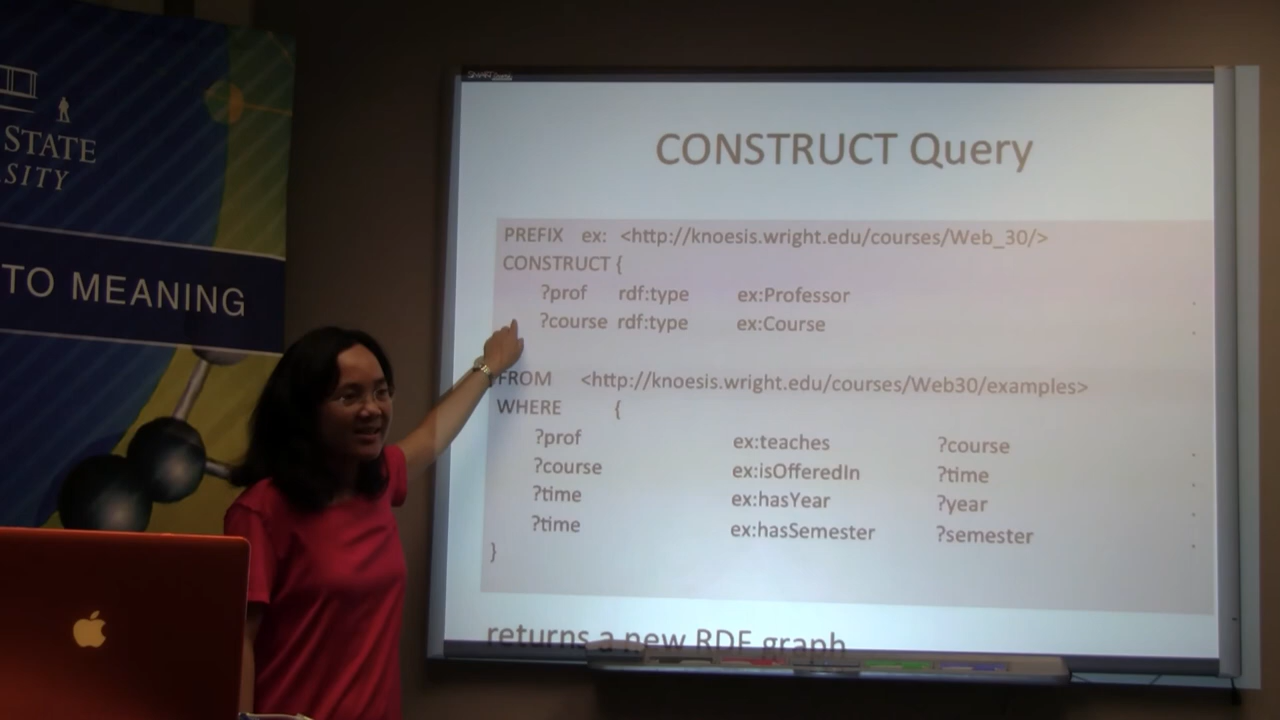 STATE
SITY
TO MEANING
CONSTRUCT Query
PREFIX ex: <http://knoesis.wright.edu/courses/Web_30/>
CONSTRUCT {
?prof rdf:type ex:Professor .
?course rdf:type ex:Course .
FROM <http://knoesis.wright.edu/courses/Web30/examples>
WHERE {
?prof ex:teaches ?course .
?course ex:isOfferedIn ?time .
?time ex:hasYear ?year .
?time ex:hasSemester ?semester .
}
returns a new RDF graph